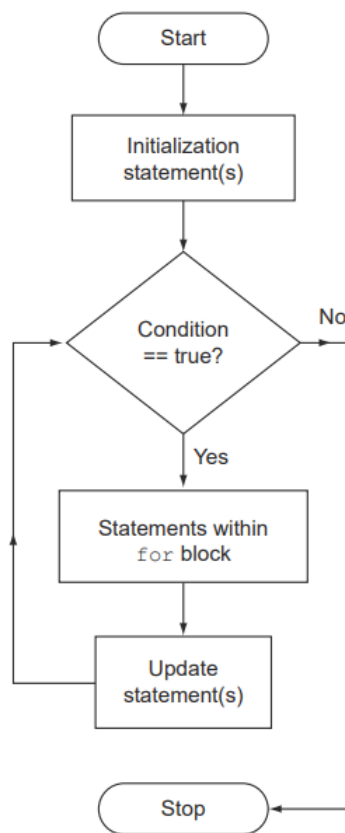 Start
Initialization
statement(s)
Condition
== true?
No
Yes
Statements within
for block
Update
statement(s)
Stop